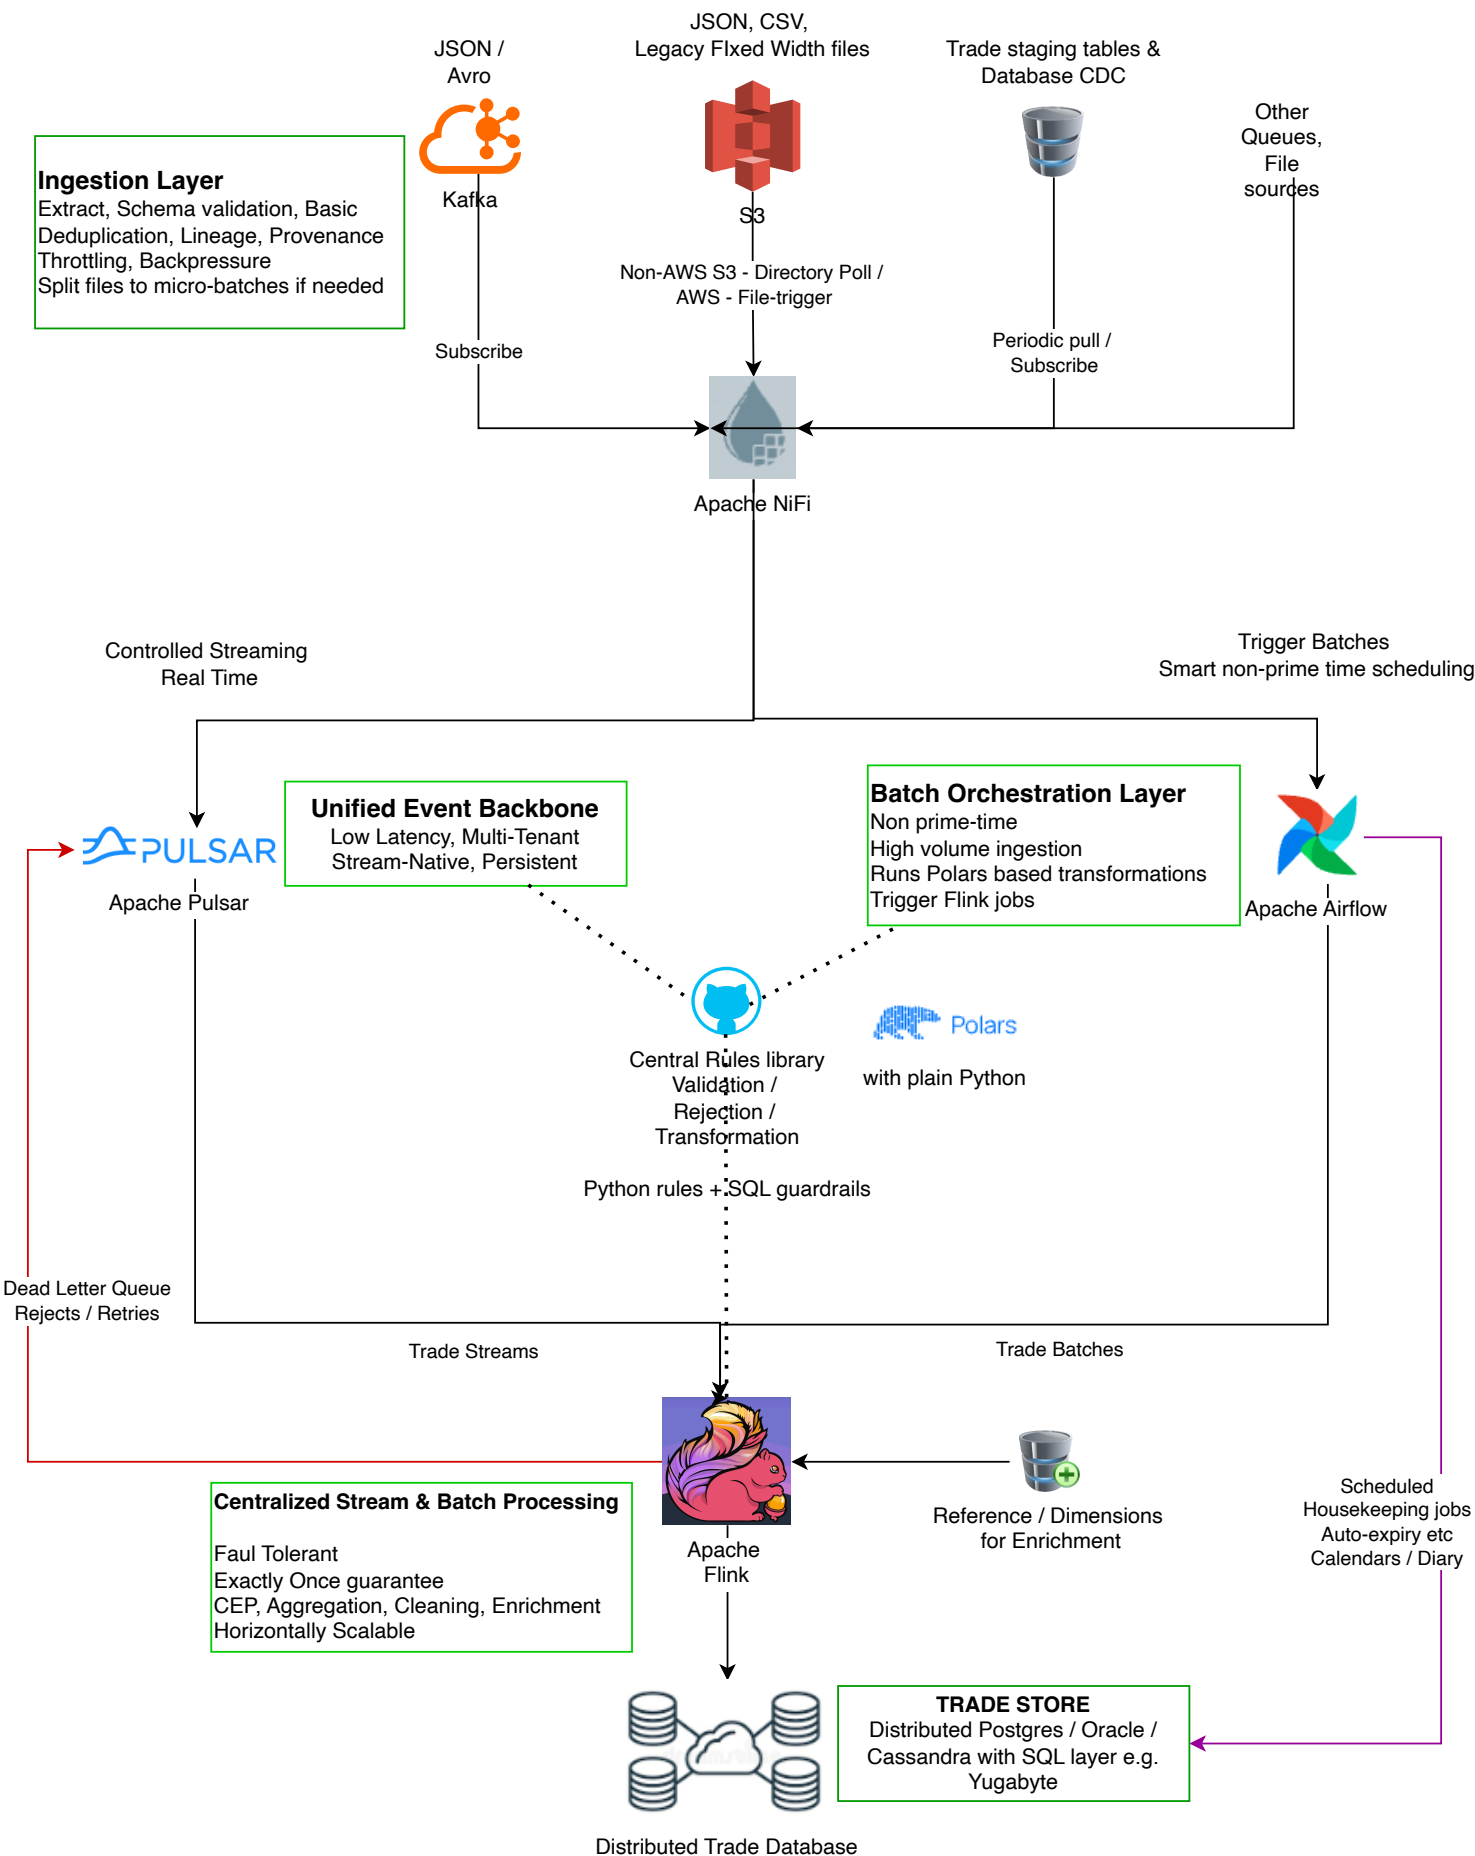 JSON, CSV,
Legacy FIxed Width files
JSON /
Avro
Trade staging tables &
Database CDC
Other
Queues,
File
sources
Ingestion Layer
Extract, Schema validation, Basic
Deduplication, Lineage, Provenance
Throttling, Backpressure
Split files to micro-batches if needed
Kafka
S3
Non-AWS S3 - Directory Poll /
AWS - File-trigger
Subscribe
Periodic pull /
Subscribe
Apache NiFi
Controlled Streaming
Real Time
Trigger Batches
Smart non-prime time scheduling
Unified Event Backbone
Low Latency, Multi-Tenant
Stream-Native, Persistent
Batch Orchestration Layer
Non prime-time
High volume ingestion
Runs Polars based transformations
Trigger Flink jobs
PULSAR
Apache Pulsar
Apache Airflow
Polars
with plain Python
Central Rules library
Validation /
Rejection /
Transformation
Python rules + SQL guardrails
Dead Letter Queue
Rejects / Retries
Trade Streams
Trade Batches
Centralized Stream & Batch Processing
Faul Tolerant
Exactly Once guarantee
CEP, Aggregation, Cleaning, Enrichment
Horizontally Scalable
Apache
Flink
Reference / Dimensions
for Enrichment
Scheduled
Housekeeping jobs
Auto-expiry etc
Calendars / Diary
TRADE STORE
Distributed Postgres / Oracle /
Cassandra with SQL layer e.g.
Yugabyte
Distributed Trade Database